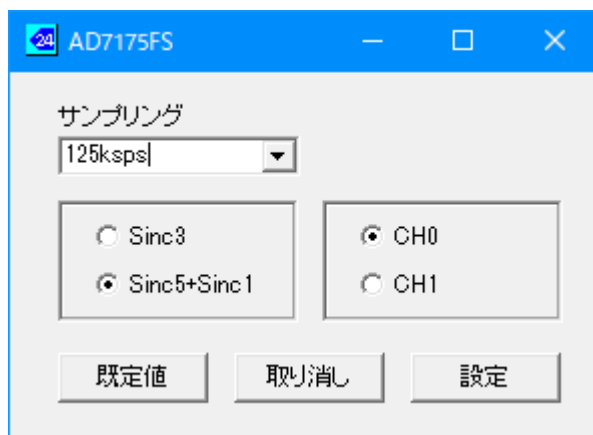 24 AD7175FS
サンプリング
125ksps
Sinc3
Sinc5+Sinc1
CH0
CH1
既定値 取り消し 設定